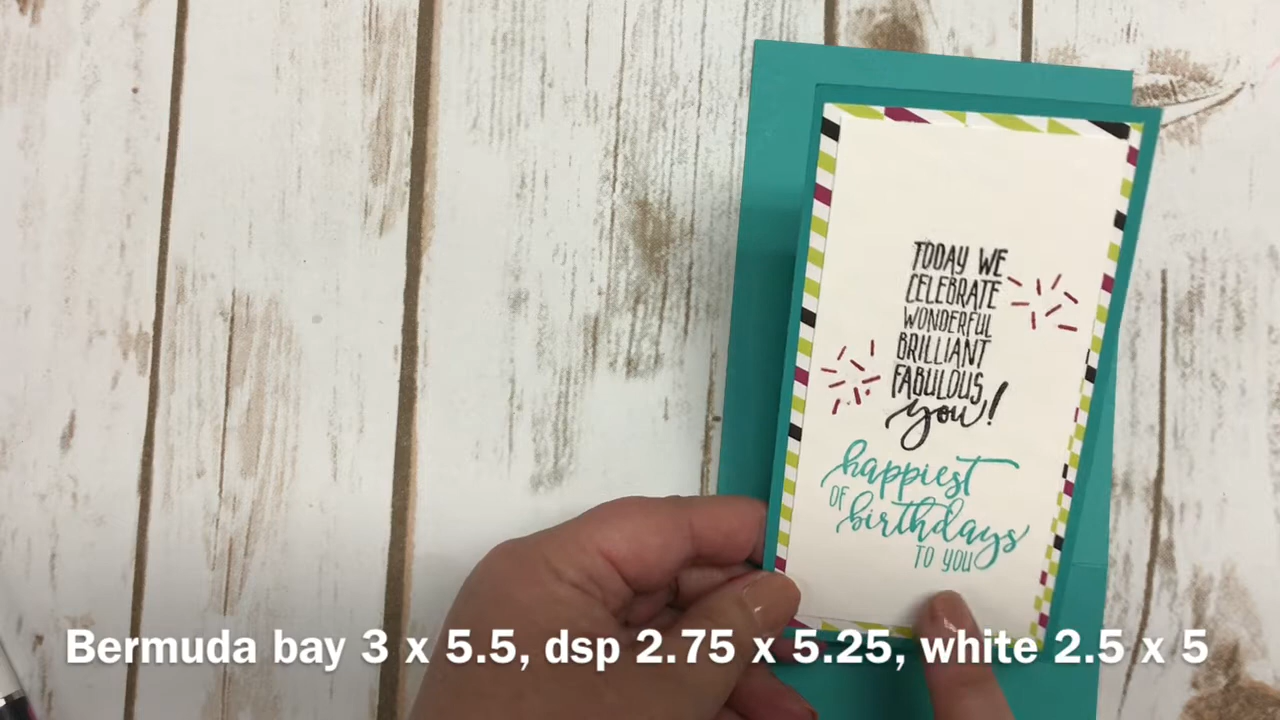 TODAY WE
CELEBRATE
WONDERFUL
BRILLIANT
FABULOUS
you!
happiest
OF birthdays
TO YOU
Bermuda bay 3 x 5.5, dsp 2.75 x 5.25, white 2.5 x 5